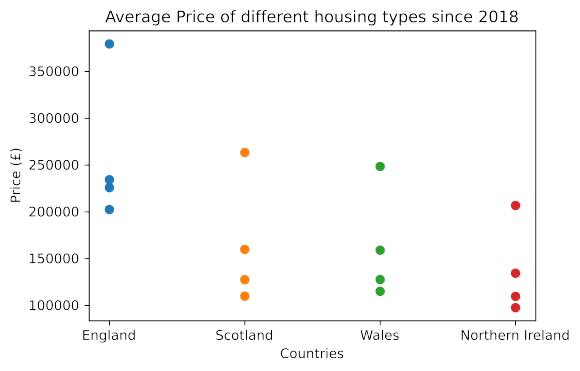 Average Price of different housing types since 2018
350000
300000
250000
200000
150000
100000
Price (£)
England
Scotland
Wales
Northern Ireland
Countries